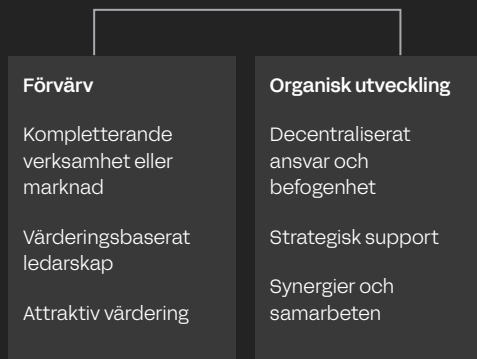 Förvärv
Kompletterande
verksamhet eller
marknad
Värderingsbaserat
ledarskap
Attraktiv värdering
Organisk utveckling
Decentraliserat
ansvar och
befogenhet
Strategisk support
Synergier och
samarbeten